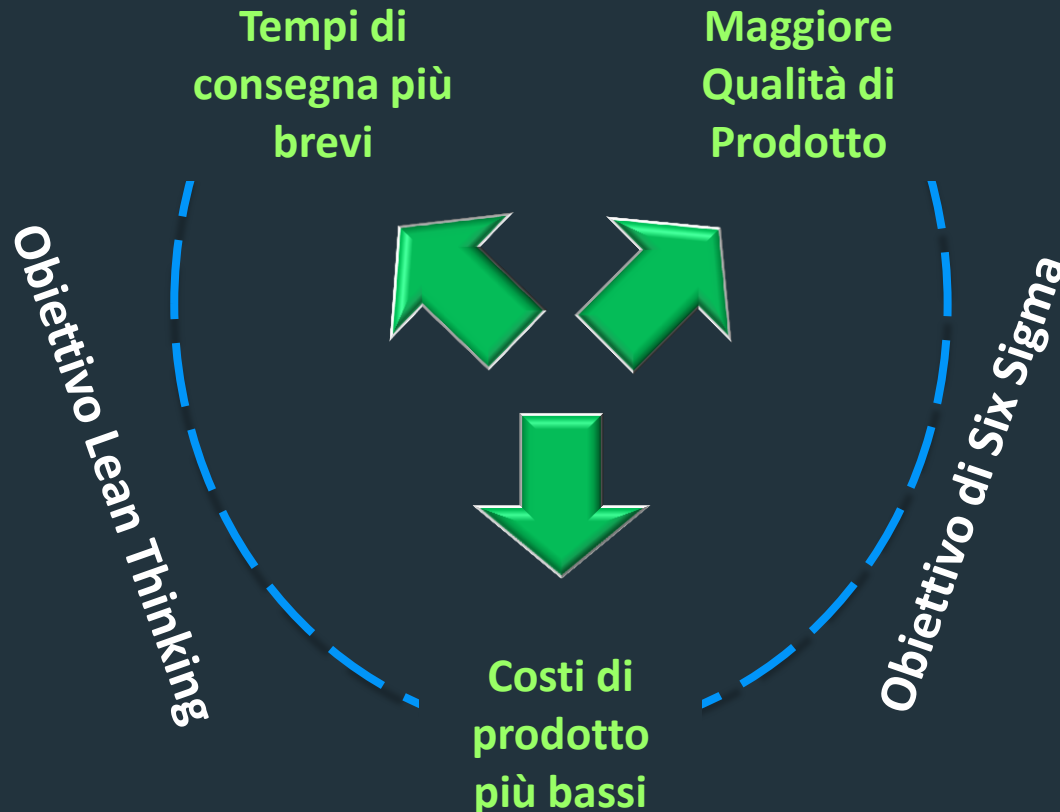 Tempi di
consegna più
brevi
Maggiore
Qualità di
Prodotto
Obiettivo Lean Thinking
Obiettivo di Six Sigma
Costi di
prodotto
più bassi